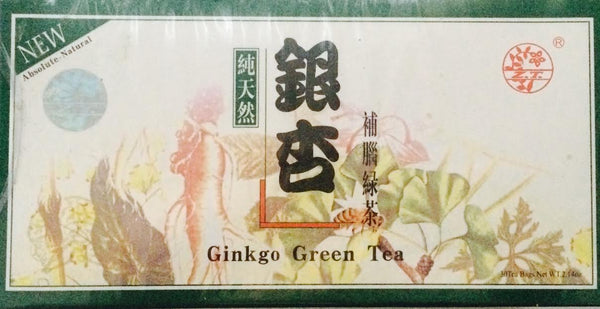 NEW
Absolute-Natural
純天然
銀杏
補腦綠茶
®
Ginkgo Green Tea
30Tea Bags Net WT.2.14oz